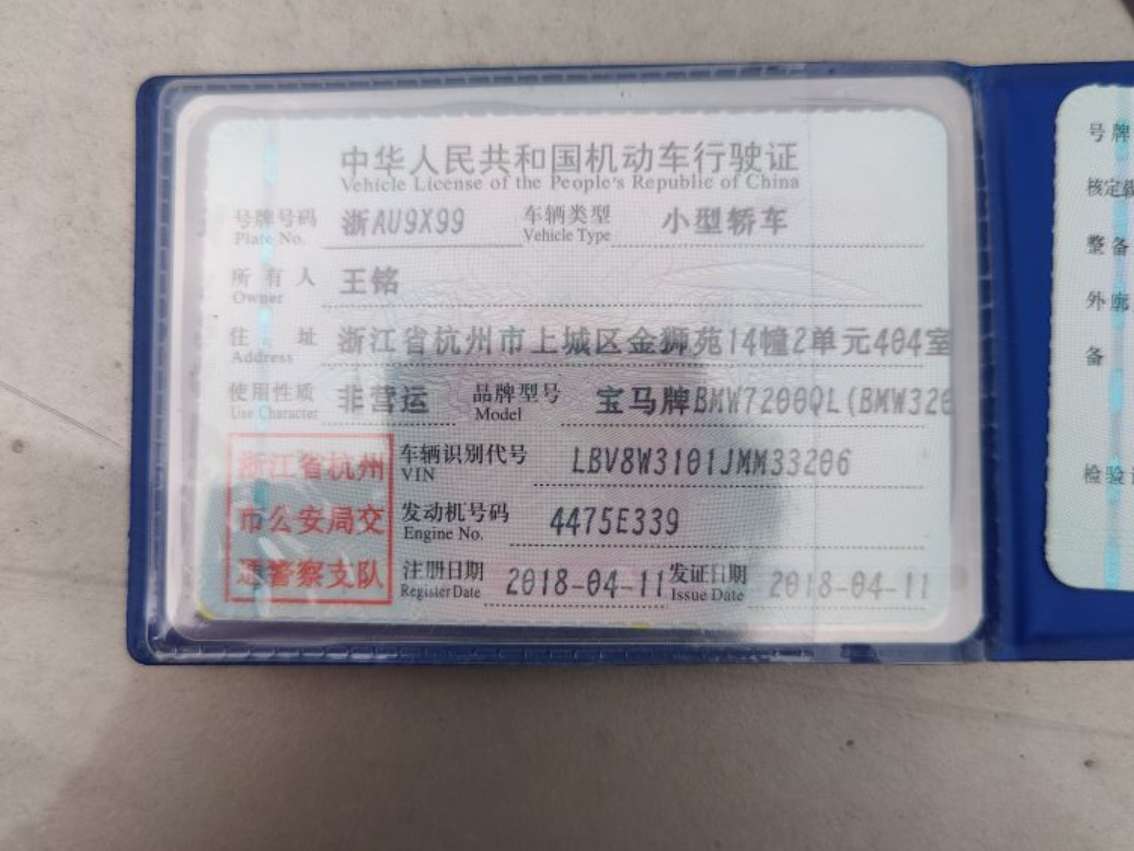 中华人民共和国机动车行驶证
Vehicle License of the People's Republic of China
号牌号码 浙AU9X99 车辆类型 小型轿车
Plate No. Vehicle Type
所有人 王铭
Owner
住址 浙江省杭州市上城区金狮苑14幢2单元404室
Address
使用性质 非营运 品牌型号 宝马牌BMW7200QL(BMW320
Use Character Model
车辆识别代号 LBV8W3101JMM33206
VIN
发动机号码 4475E339
Engine No.
注册日期 2018-04-11 发证日期 2018-04-11
Register Date Issue Date
浙江省杭州
市公安局交
通警察支队
号牌
核定载
整备
外廓
备
检验